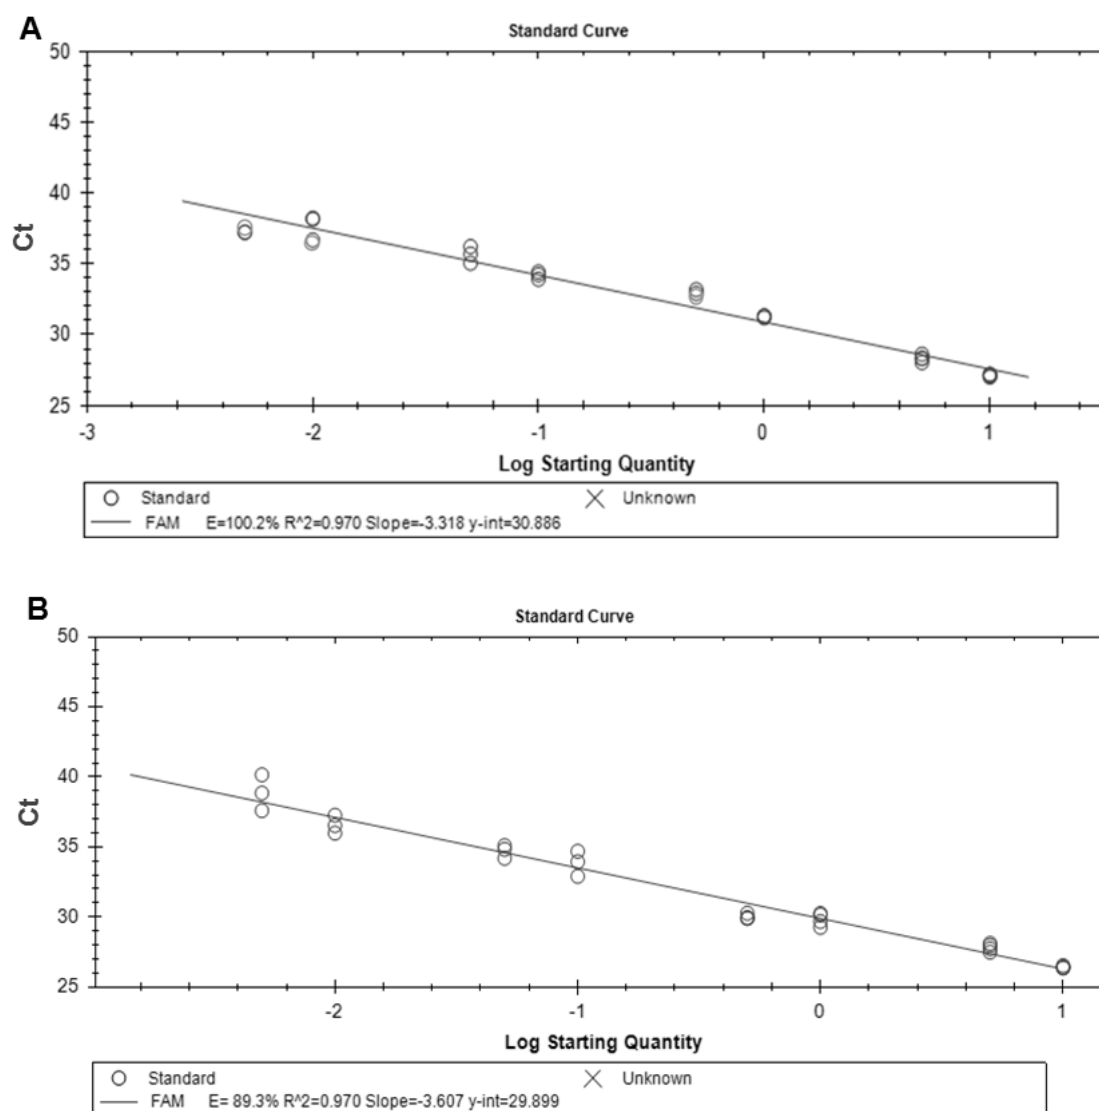 A
Standard Curve
50
45
40
35
30
25
Ct
-3
-2
-1
0
1
Log Starting Quantity
Standard
Unknown
FAM E=100.2% R^2=0.970 Slope=-3.318 y-int=30.886
B
Standard Curve
50
45
40
35
30
25
Ct
-2
-1
0
1
Log Starting Quantity
Standard
Unknown
FAM E= 89.3% R^2=0.970 Slope=-3.607 y-int=29.899